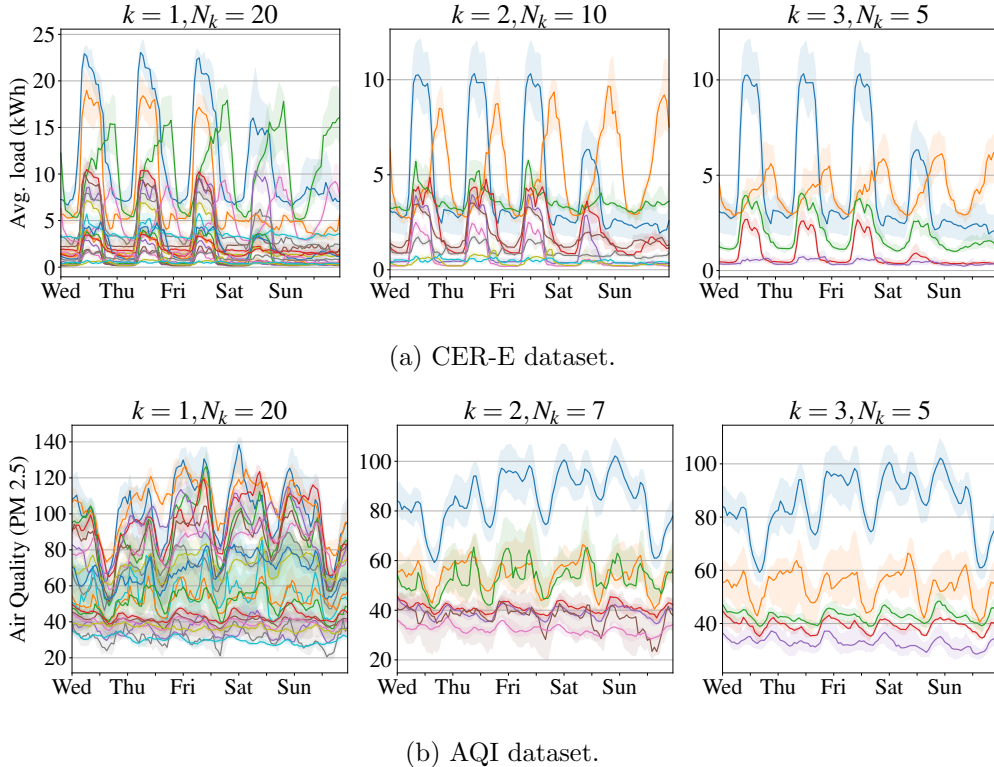 k = 1, N_k = 20 k = 2, N_k = 10 k = 3, N_k = 5
Avg. load (kWh)
25
20
15
10
5
0
Wed Thu Fri Sat Sun
10
5
0
Wed Thu Fri Sat Sun
10
5
0
Wed Thu Fri Sat Sun
(a) CER-E dataset.
k = 1, N_k = 20 k = 2, N_k = 7 k = 3, N_k = 5
Air Quality (PM 2.5)
140
120
100
80
60
40
20
Wed Thu Fri Sat Sun
100
80
60
40
20
Wed Thu Fri Sat Sun
100
80
60
40
Wed Thu Fri Sat Sun
(b) AQI dataset.